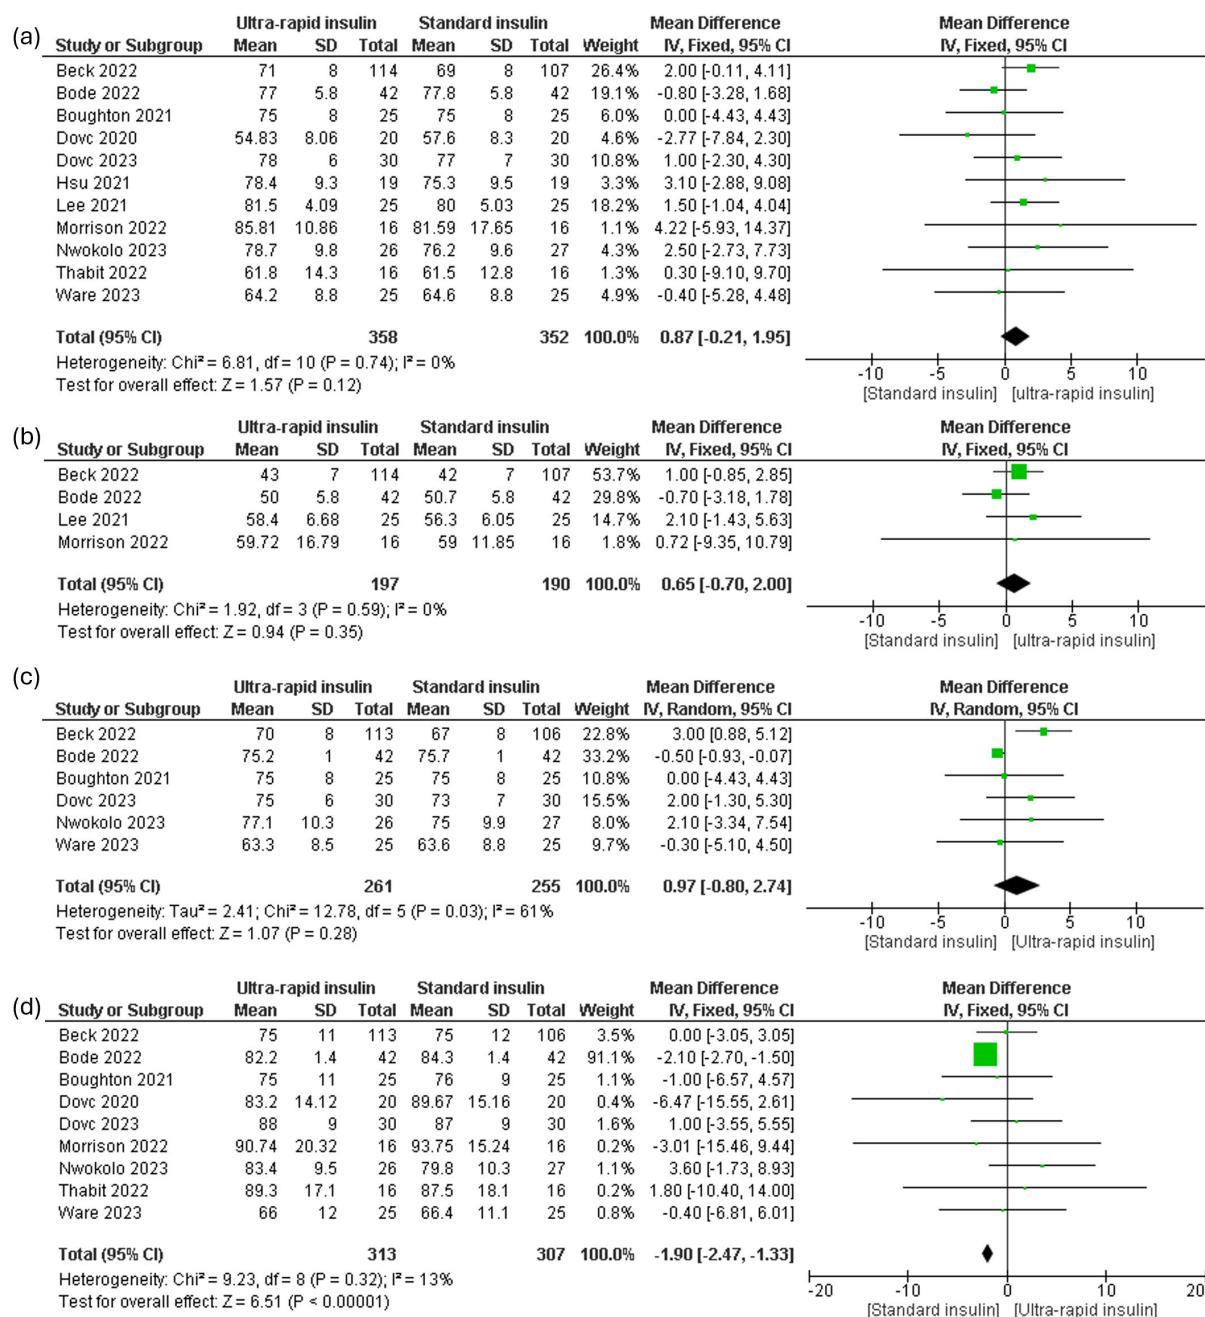 (a)
Ultra-rapid insulin Standard insulin Mean Difference Mean Difference
Study or Subgroup Mean SD Total Mean SD Total Weight IV, Fixed, 95% CI IV, Fixed, 95% CI
Beck 2022 71 8 114 69 8 107 26.4% 2.00 [-0.11, 4.11]
Bode 2022 77 5.8 42 77.8 5.8 42 19.1% -0.80 [-3.28, 1.68]
Boughton 2021 75 8 25 75 8 25 6.0% 0.00 [-4.43, 4.43]
Dovc 2020 54.83 8.06 20 57.6 8.3 20 4.6% -2.77 [-7.84, 2.30]
Dovc 2023 78 6 30 77 7 30 10.8% 1.00 [-2.30, 4.30]
Hsu 2021 78.4 9.3 19 75.3 9.5 19 3.3% 3.10 [-2.88, 9.08]
Lee 2021 81.5 4.09 25 80 5.03 25 18.2% 1.50 [-1.04, 4.04]
Morrison 2022 85.81 10.86 16 81.59 17.65 16 1.1% 4.22 [-5.93, 14.37]
Nwokolo 2023 78.7 9.8 26 76.2 9.6 27 4.3% 2.50 [-2.73, 7.73]
Thabit 2022 61.8 14.3 16 61.5 12.8 16 1.3% 0.30 [-9.10, 9.70]
Ware 2023 64.2 8.8 25 64.6 8.8 25 4.9% -0.40 [-5.28, 4.48]
Total (95% CI) 358 352 100.0% 0.87 [-0.21, 1.95]
Heterogeneity: Chi² = 6.81, df = 10 (P = 0.74); I² = 0%
Test for overall effect: Z = 1.57 (P = 0.12)
-10 -5 0 5 10
[Standard insulin] [ultra-rapid insulin]
(b)
Ultra-rapid insulin Standard insulin Mean Difference Mean Difference
Study or Subgroup Mean SD Total Mean SD Total Weight IV, Fixed, 95% CI IV, Fixed, 95% CI
Beck 2022 43 7 114 42 7 107 53.7% 1.00 [-0.85, 2.85]
Bode 2022 50 5.8 42 50.7 5.8 42 29.8% -0.70 [-3.18, 1.78]
Lee 2021 58.4 6.68 25 56.3 6.05 25 14.7% 2.10 [-1.43, 5.63]
Morrison 2022 59.72 16.79 16 59 11.85 16 1.8% 0.72 [-9.35, 10.79]
Total (95% CI) 197 190 100.0% 0.65 [-0.70, 2.00]
Heterogeneity: Chi² = 1.92, df = 3 (P = 0.59); I² = 0%
Test for overall effect: Z = 0.94 (P = 0.35)
-10 -5 0 5 10
[Standard insulin] [ultra-rapid insulin]
(c)
Ultra-rapid insulin Standard insulin Mean Difference Mean Difference
Study or Subgroup Mean SD Total Mean SD Total Weight IV, Random, 95% CI IV, Random, 95% CI
Beck 2022 70 8 113 67 8 106 22.8% 3.00 [0.88, 5.12]
Bode 2022 75.2 1 42 75.7 1 42 33.2% -0.50 [-0.93, -0.07]
Boughton 2021 75 8 25 75 8 25 10.8% 0.00 [-4.43, 4.43]
Dovc 2023 75 6 30 73 7 30 15.5% 2.00 [-1.30, 5.30]
Nwokolo 2023 77.1 10.3 26 75 9.9 27 8.0% 2.10 [-3.34, 7.54]
Ware 2023 63.3 8.5 25 63.6 8.8 25 9.7% -0.30 [-5.10, 4.50]
Total (95% CI) 261 255 100.0% 0.97 [-0.80, 2.74]
Heterogeneity: Tau² = 2.41; Chi² = 12.78, df = 5 (P = 0.03); I² = 61%
Test for overall effect: Z = 1.07 (P = 0.28)
-10 -5 0 5 10
[Standard insulin] [Ultra-rapid insulin]
(d)
Ultra-rapid insulin Standard insulin Mean Difference Mean Difference
Study or Subgroup Mean SD Total Mean SD Total Weight IV, Fixed, 95% CI IV, Fixed, 95% CI
Beck 2022 75 11 113 75 12 106 3.5% 0.00 [-3.05, 3.05]
Bode 2022 82.2 1.4 42 84.3 1.4 42 91.1% -2.10 [-2.70, -1.50]
Boughton 2021 75 11 25 76 9 25 1.1% -1.00 [-6.57, 4.57]
Dovc 2020 83.2 14.12 20 89.67 15.16 20 0.4% -6.47 [-15.55, 2.61]
Dovc 2023 88 9 30 87 9 30 1.6% 1.00 [-3.55, 5.55]
Morrison 2022 90.74 20.32 16 93.75 15.24 16 0.2% -3.01 [-15.46, 9.44]
Nwokolo 2023 83.4 9.5 26 79.8 10.3 27 1.1% 3.60 [-1.73, 8.93]
Thabit 2022 89.3 17.1 16 87.5 18.1 16 0.2% 1.80 [-10.40, 14.00]
Ware 2023 66 12 25 66.4 11.1 25 0.8% -0.40 [-6.81, 6.01]
Total (95% CI) 313 307 100.0% -1.90 [-2.47, -1.33]
Heterogeneity: Chi² = 9.23, df = 8 (P = 0.32); I² = 13%
Test for overall effect: Z = 6.51 (P < 0.00001)
-20 -10 0 10 20
[Standard insulin] [Ultra-rapid insulin]